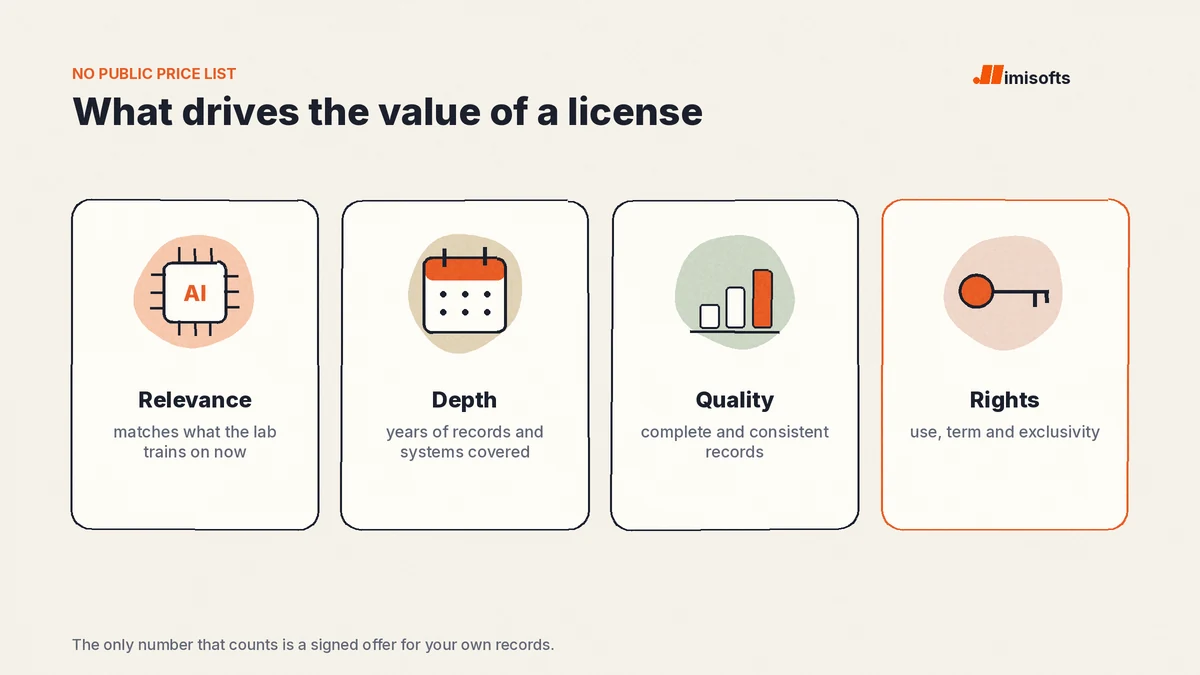 NO PUBLIC PRICE LIST
imisofts
What drives the value of a license
AI
Relevance
matches what the lab
trains on now
Depth
years of records and
systems covered
Quality
complete and consistent
records
Rights
use, term and exclusivity
The only number that counts is a signed offer for your own records.